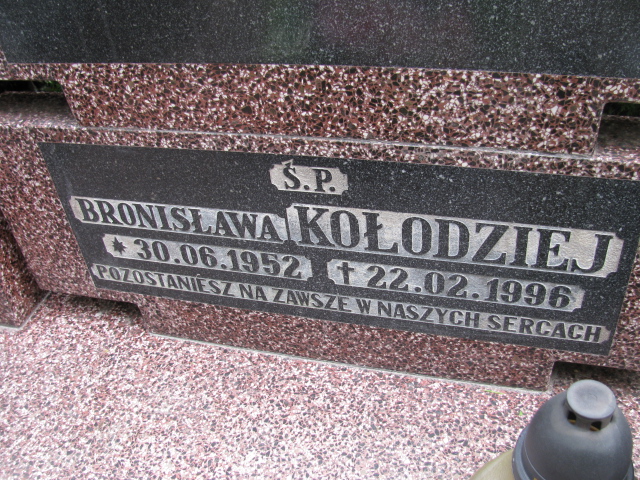 Ś.P.
BRONISŁAWA KOŁODZIEJ
* 30.06.1952 † 22.02.1996
POZOSTANIESZ NA ZAWSZE W NASZYCH SERCACH